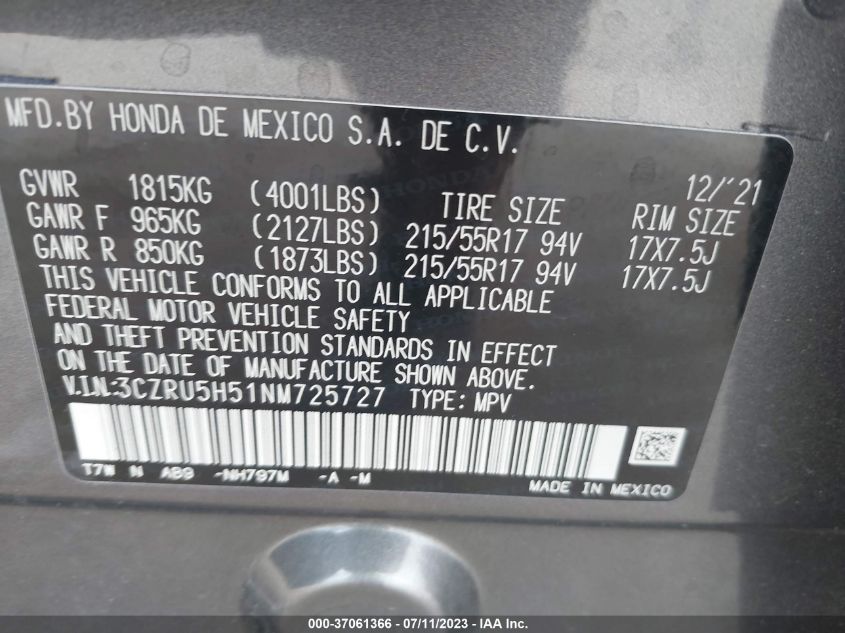 MFD.BY HONDA DE MEXICO S.A. DE C.V.
12/'21
GVWR 1815KG (4001LBS) TIRE SIZE RIM SIZE
GAWR F 965KG (2127LBS) 215/55R17 94V 17X7.5J
GAWR R 850KG (1873LBS) 215/55R17 94V 17X7.5J
THIS VEHICLE CONFORMS TO ALL APPLICABLE
FEDERAL MOTOR VEHICLE SAFETY
AND THEFT PREVENTION STANDARDS IN EFFECT
ON THE DATE OF MANUFACTURE SHOWN ABOVE.
V.I.N.:3CZRU5H51NM725727 TYPE: MPV
T7W N AB9 -NH797M -A -M
MADE IN MEXICO
000-37061366 - 07/11/2023 - IAA Inc.